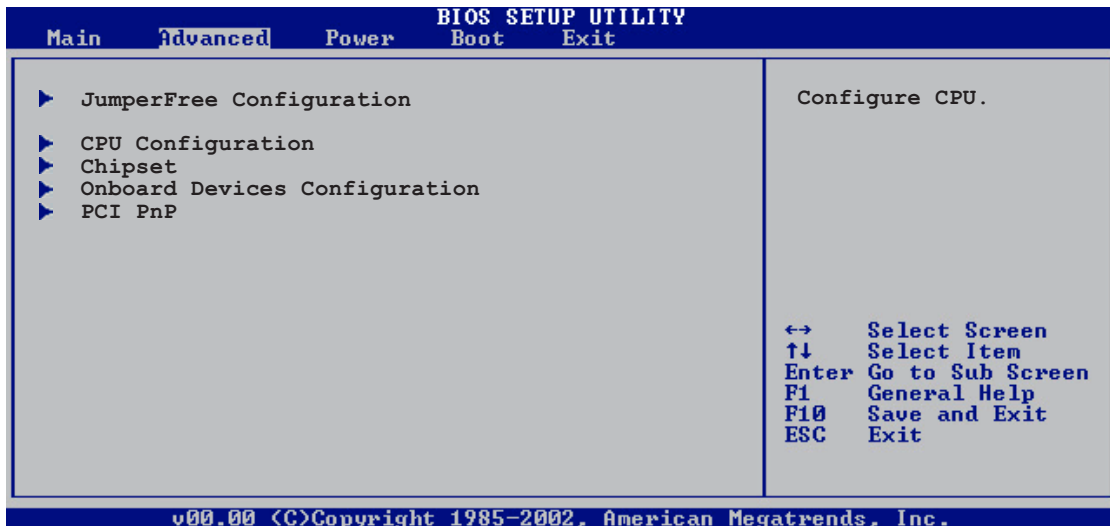 BIOS SETUP UTILITY
Main Advanced Power Boot Exit
JumperFree Configuration
CPU Configuration
Chipset
Onboard Devices Configuration
PCI PnP
Configure CPU.
←→ Select Screen
↑↓ Select Item
Enter Go to Sub Screen
F1 General Help
F10 Save and Exit
ESC Exit
v00.00 (C)Copyright 1985-2002, American Megatrends, Inc.